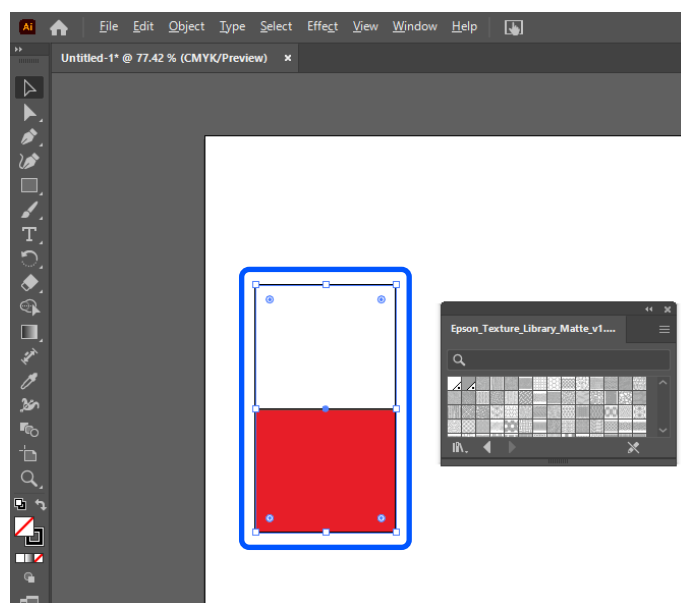 Ai File Edit Object Type Select Effect View Window Help
Untitled-1* @ 77.42 % (CMYK/Preview) ×
Epson_Texture_Library_Matte_v1....